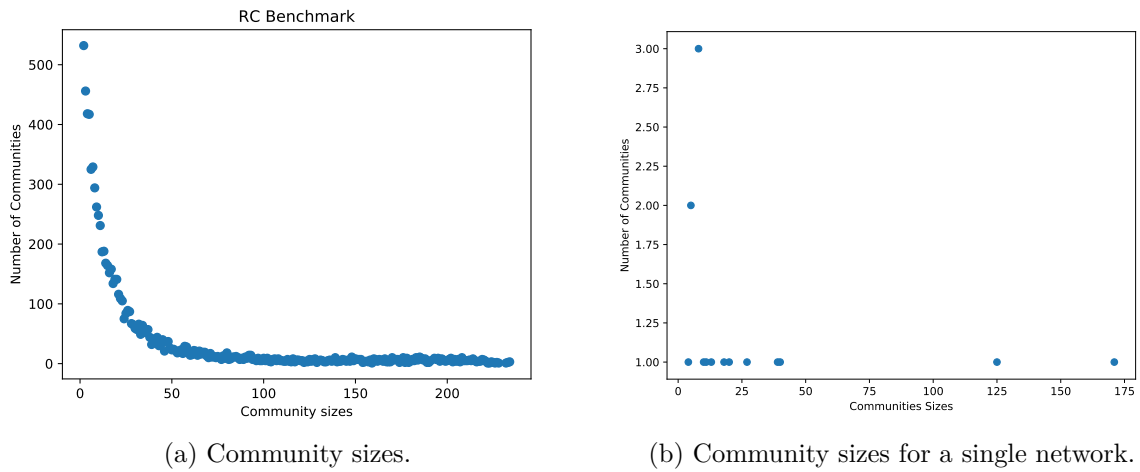 RC Benchmark
500
400
300
200
100
0
Number of Communities
0 50 100 150 200
Community sizes
(a) Community sizes.
3.00
2.75
2.50
2.25
2.00
1.75
1.50
1.25
1.00
Number of Communities
0 25 50 75 100 125 150 175
Communities Sizes
(b) Community sizes for a single network.